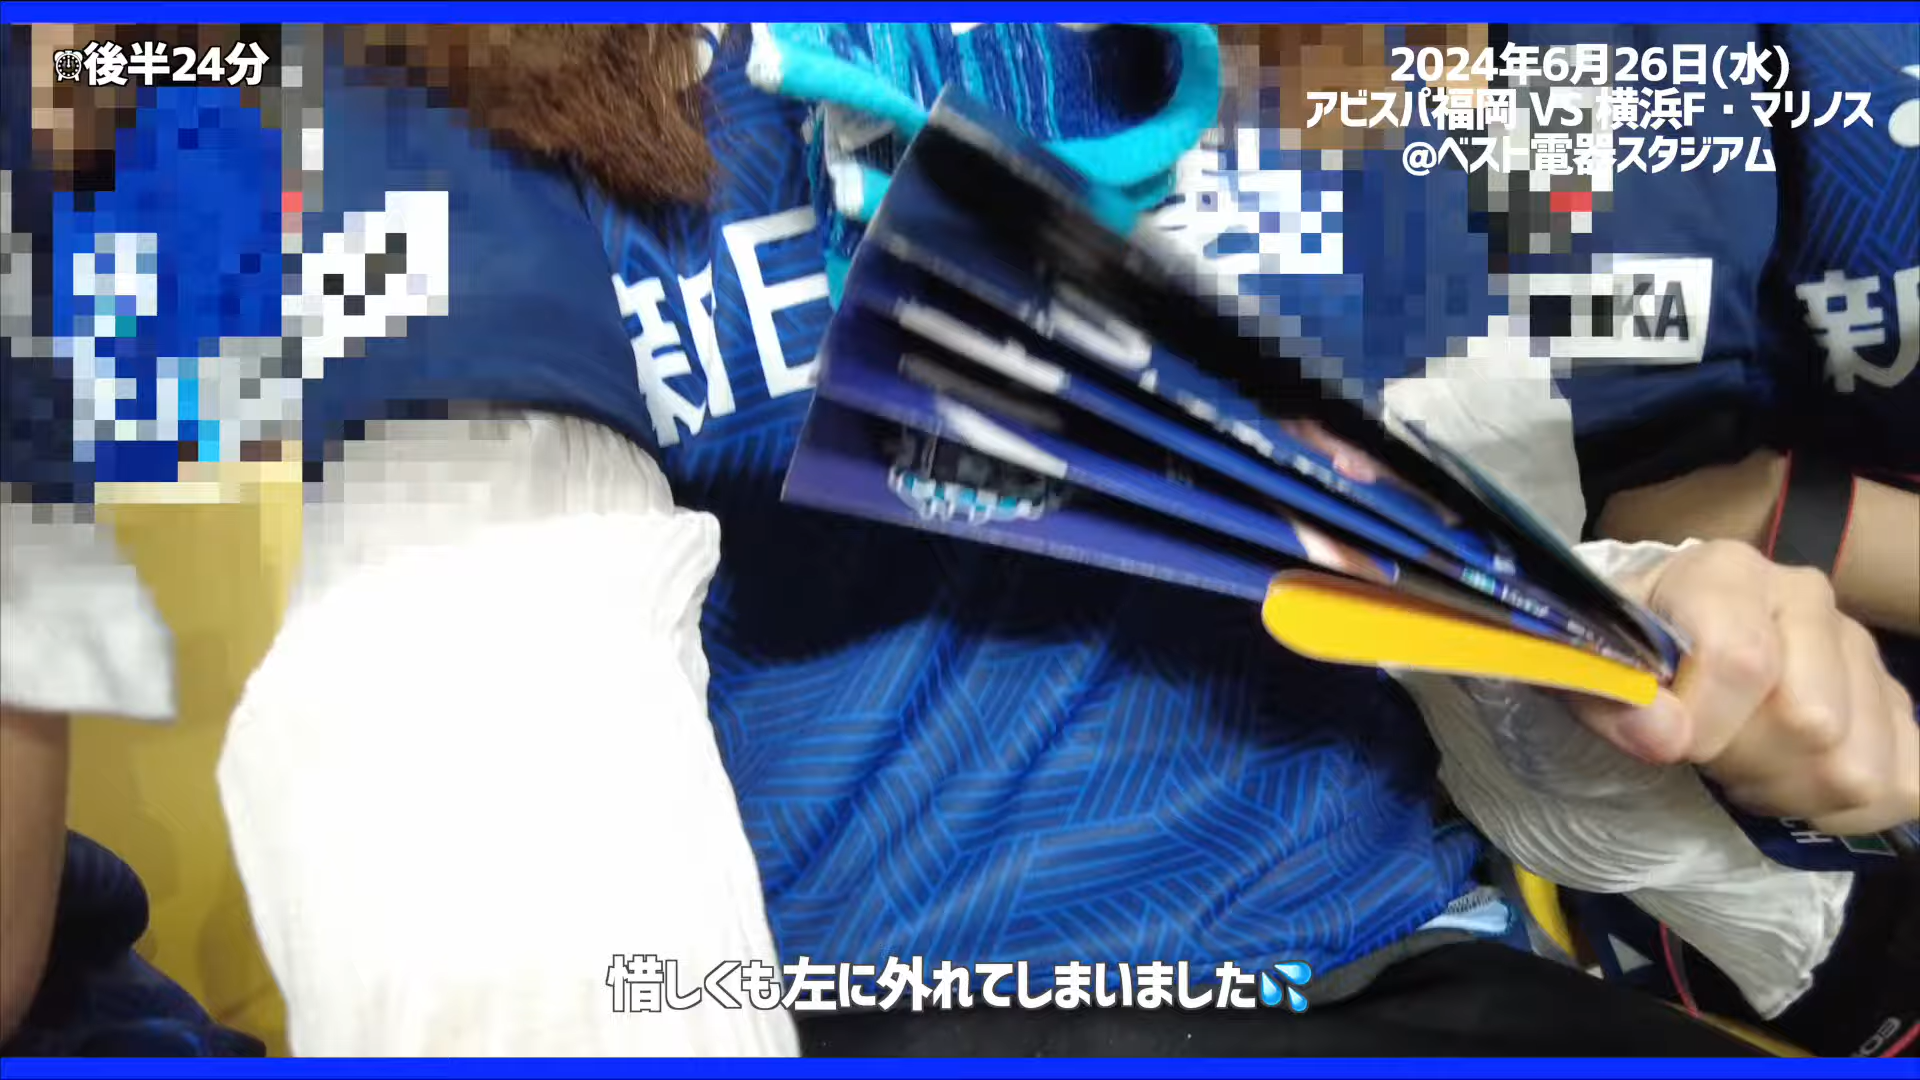 後半24分
2024年6月26日(水)
アビスパ福岡 VS 横浜F・マリノス
@ベスト電器スタジアム
新日
KA
新
惜しくも左に外れてしまいました💦